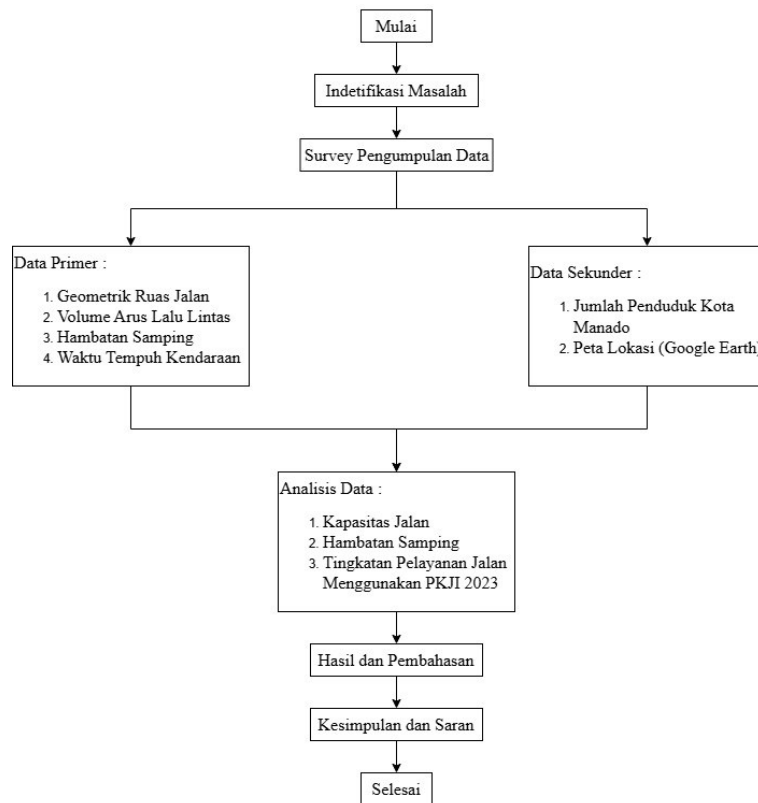 Mulai
Indetifikasi Masalah
Survey Pengumpulan Data
Data Primer :
1. Geometrik Ruas Jalan
2. Volume Arus Lalu Lintas
3. Hambatan Samping
4. Waktu Tempuh Kendaraan
Data Sekunder :
1. Jumlah Penduduk Kota
Manado
2. Peta Lokasi (Google Earth)
Analisis Data :
1. Kapasitas Jalan
2. Hambatan Samping
3. Tingkatan Pelayanan Jalan
Menggunakan PKJI 2023
Hasil dan Pembahasan
Kesimpulan dan Saran
Selesai